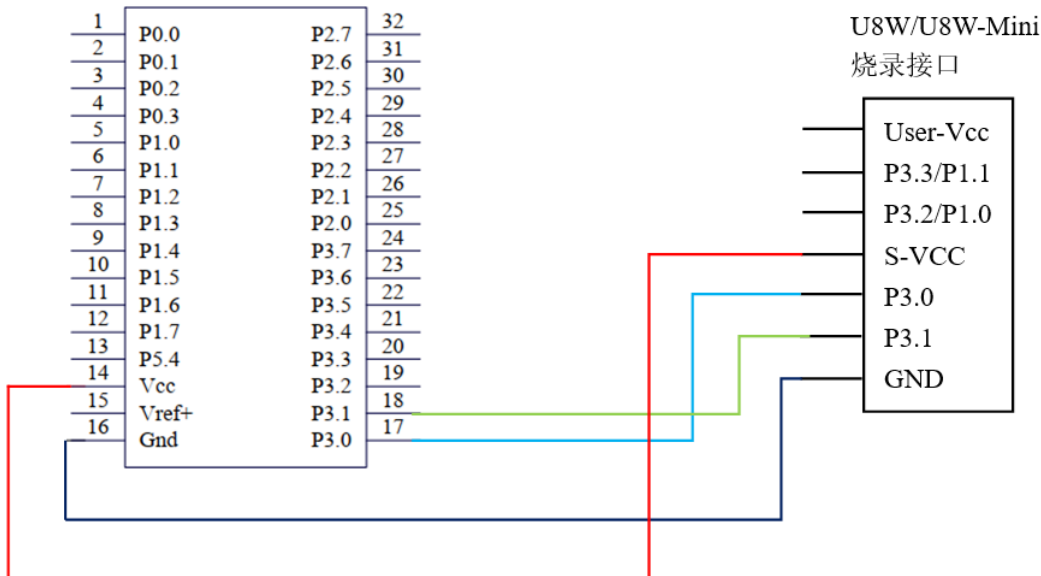 1 P0.0 P2.7 32
2 P0.1 P2.6 31
3 P0.2 P2.5 30
4 P0.3 P2.4 29
5 P1.0 P2.3 28
6 P1.1 P2.2 27
7 P1.2 P2.1 26
8 P1.3 P2.0 25
9 P1.4 P3.7 24
10 P1.5 P3.6 23
11 P1.6 P3.5 22
12 P1.7 P3.4 21
13 P5.4 P3.3 20
14 Vcc P3.2 19
15 Vref+ P3.1 18
16 Gnd P3.0 17
U8W/U8W-Mini
烧录接口
User-Vcc
P3.3/P1.1
P3.2/P1.0
S-VCC
P3.0
P3.1
GND